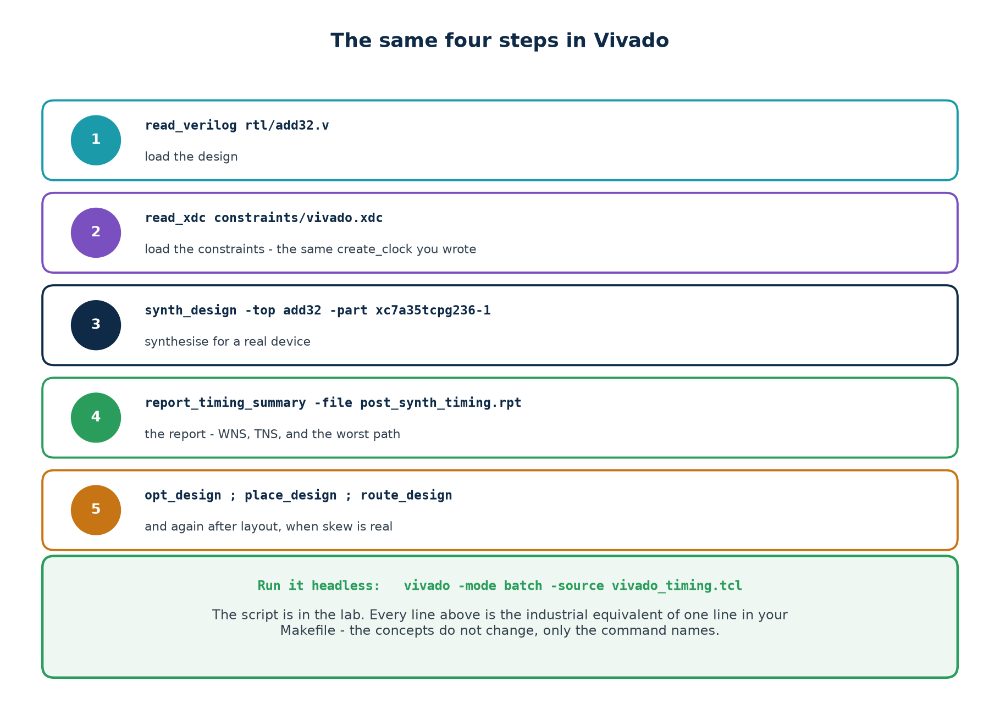 The same four steps in Vivado
1
read_verilog rtl/add32.v
load the design
2
read_xdc constraints/vivado.xdc
load the constraints - the same create_clock you wrote
3
synth_design -top add32 -part xc7a35tcpg236-1
synthesise for a real device
4
report_timing_summary -file post_synth_timing.rpt
the report - WNS, TNS, and the worst path
5
opt_design ; place_design ; route_design
and again after layout, when skew is real
Run it headless:   vivado -mode batch -source vivado_timing.tcl
The script is in the lab. Every line above is the industrial equivalent of one line in your
Makefile - the concepts do not change, only the command names.